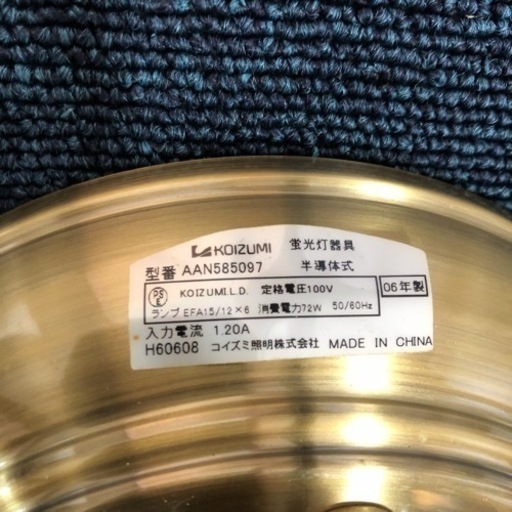 KOIZUMI 蛍光灯器具
型番 AAN585097 半導体式
PSE KOIZUMI L.D. 定格電圧100V 06年製
ランプ EFA15/12×6 消費電力72W 50/60Hz
入力電流 1.20A
H60608 コイズミ照明株式会社 MADE IN CHINA